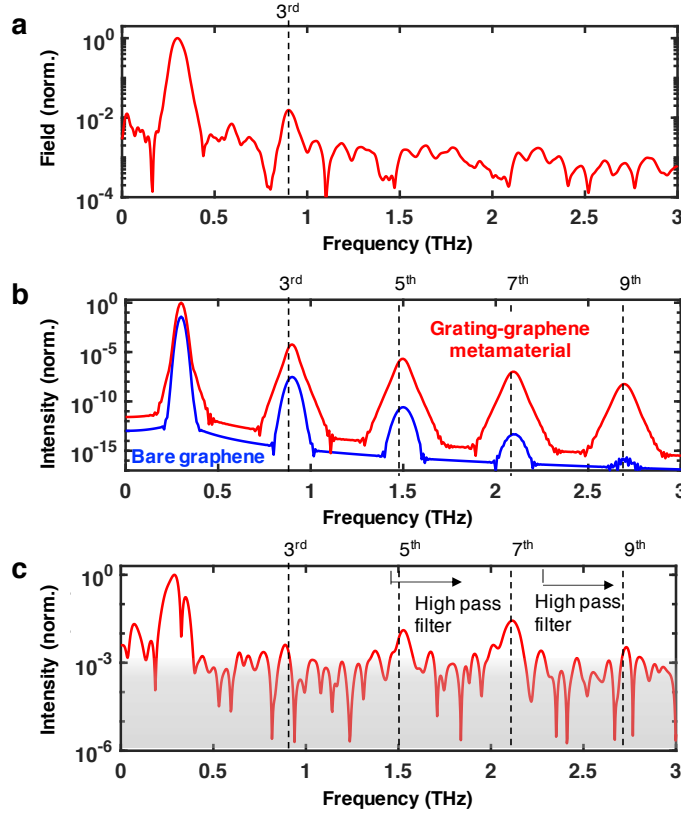 a
3rd
10^0
10^-2
10^-4
Field (norm.)
0 0.5 1 1.5 2 2.5 3
Frequency (THz)
b
3rd 5th 7th 9th
10^0
10^-5
10^-10
10^-15
Intensity (norm.)
Grating-graphene
metamaterial
Bare graphene
0 0.5 1 1.5 2 2.5 3
Frequency (THz)
c
3rd 5th 7th 9th
10^0
10^-3
10^-6
Intensity (norm.)
High pass
filter
High pass
filter
0 0.5 1 1.5 2 2.5 3
Frequency (THz)